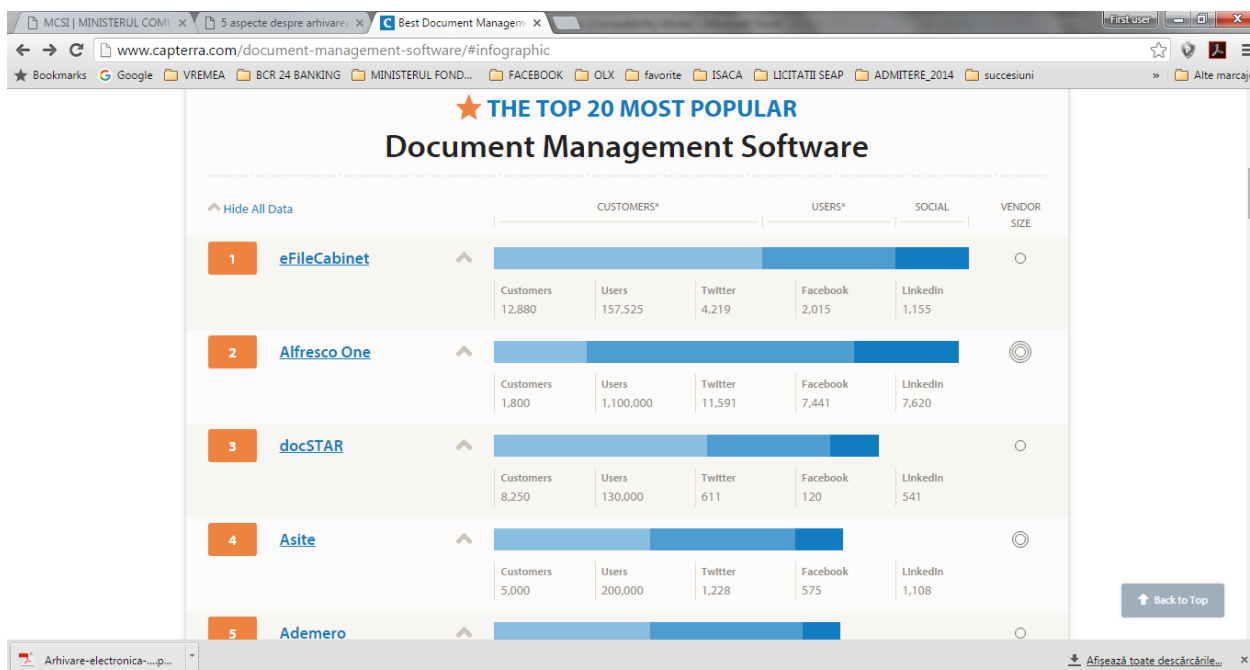 MCSI | MINISTERUL COMU
5 aspecte despre arhivarea
Best Document Managem
First user
www.capterra.com/document-management-software/#infographic
Bookmarks Google VREMEA BCR 24 BANKING MINISTERUL FOND... FACEBOOK OLX favorite ISACA LICITATII SEAP ADMITERE_2014 succesiuni » Alte marcaje
THE TOP 20 MOST POPULAR
Document Management Software
Hide All Data CUSTOMERS* USERS* SOCIAL VENDOR
SIZE
1 eFileCabinet
Customers Users Twitter Facebook LinkedIn
12,880 157,525 4,219 2,015 1,155
2 Alfresco One
Customers Users Twitter Facebook LinkedIn
1,800 1,100,000 11,591 7,441 7,620
3 docSTAR
Customers Users Twitter Facebook LinkedIn
8,250 130,000 611 120 541
4 Asite
Customers Users Twitter Facebook LinkedIn
5,000 200,000 1,228 575 1,108
Back to Top
5 Ademero
Arhivare-electronica-....p... Afișează toate descărcările...